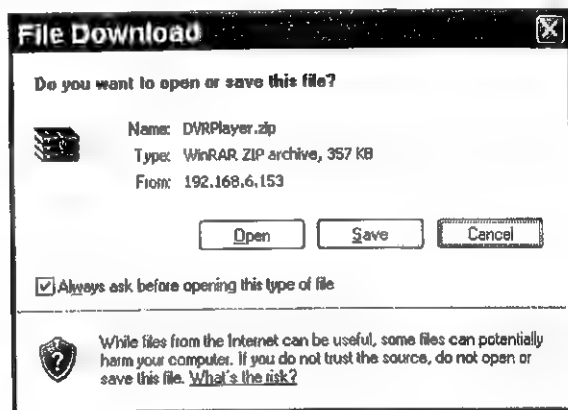 File Download
Do you want to open or save this file?
Name: DVRPlayer.zip
Type: WinRAR ZIP archive, 357 KB
From: 192.168.6.153
Open Save Cancel
Always ask before opening this type of file
While files from the Internet can be useful, some files can potentially
harm your computer. If you do not trust the source, do not open or
save this file. What's the risk?